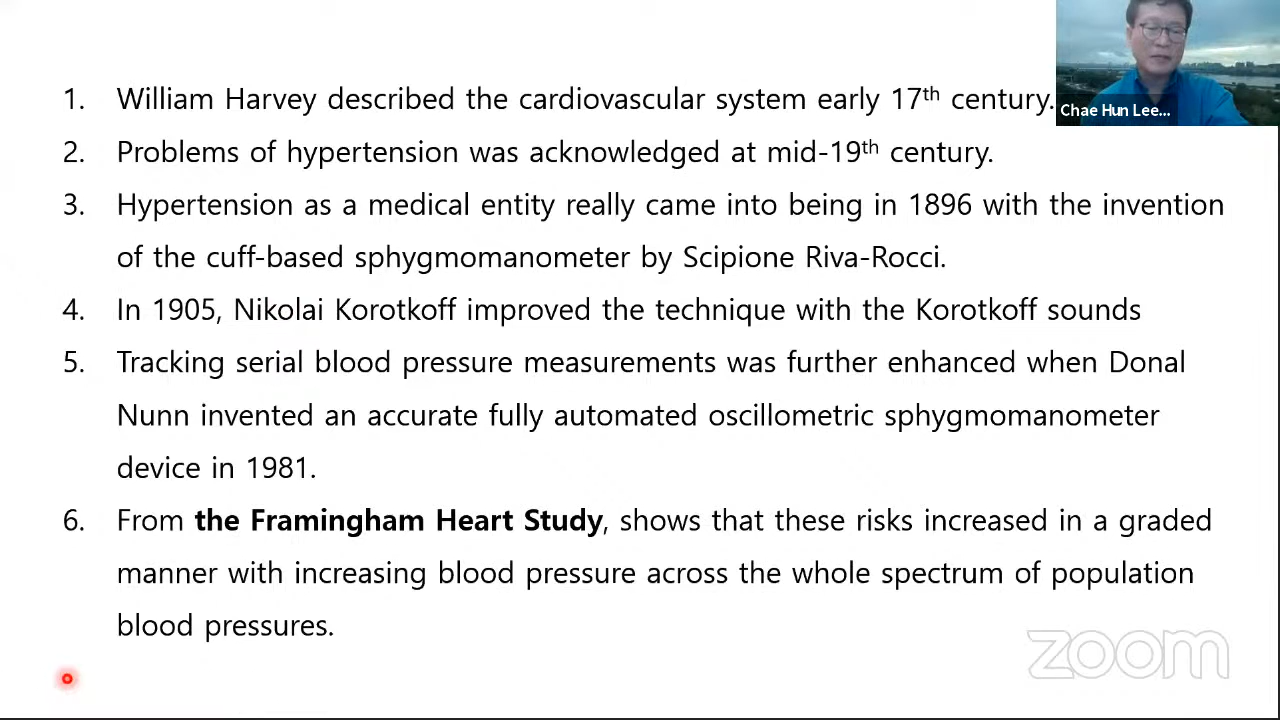 1. William Harvey described the cardiovascular system early 17th century.
Chae Hun Lee...
2. Problems of hypertension was acknowledged at mid-19th century.
3. Hypertension as a medical entity really came into being in 1896 with the invention
of the cuff-based sphygmomanometer by Scipione Riva-Rocci.
4. In 1905, Nikolai Korotkoff improved the technique with the Korotkoff sounds
5. Tracking serial blood pressure measurements was further enhanced when Donal
Nunn invented an accurate fully automated oscillometric sphygmomanometer
device in 1981.
6. From the Framingham Heart Study, shows that these risks increased in a graded
manner with increasing blood pressure across the whole spectrum of population
blood pressures.
zoom